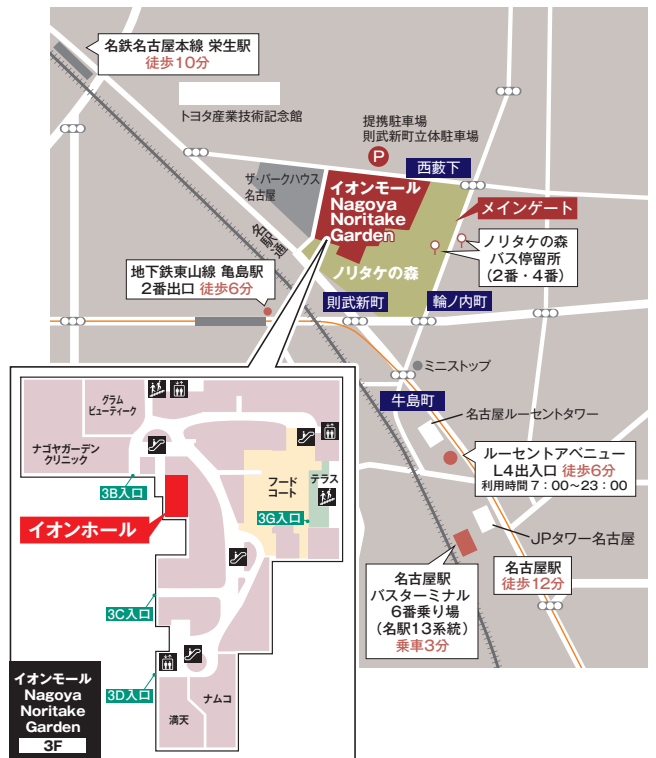 名鉄名古屋本線 栄生駅
徒歩10分
トヨタ産業技術記念館
提携駐車場
則武新町立体駐車場
P
西藪下
ザ・パークハウス
名古屋
イオンモール
Nagoya
Noritake
Garden
メインゲート
名駅通
ノリタケの森
バス停留所
(2番・4番)
ノリタケの森
地下鉄東山線 亀島駅
2番出口 徒歩6分
則武新町
輪ノ内町
ミニストップ
牛島町
名古屋ルーセントタワー
ルーセントアベニュー
L4出入口 徒歩6分
利用時間 7:00〜23:00
JPタワー名古屋
名古屋駅
徒歩12分
名古屋駅
バスターミナル
6番乗り場
(名駅13系統)
乗車3分
グラム
ビューティーク
ナゴヤガーデン
クリニック
3B入口
イオンホール
フード
コート
テラス
3G入口
3C入口
3D入口
ナムコ
満天
イオンモール
Nagoya
Noritake
Garden
3F